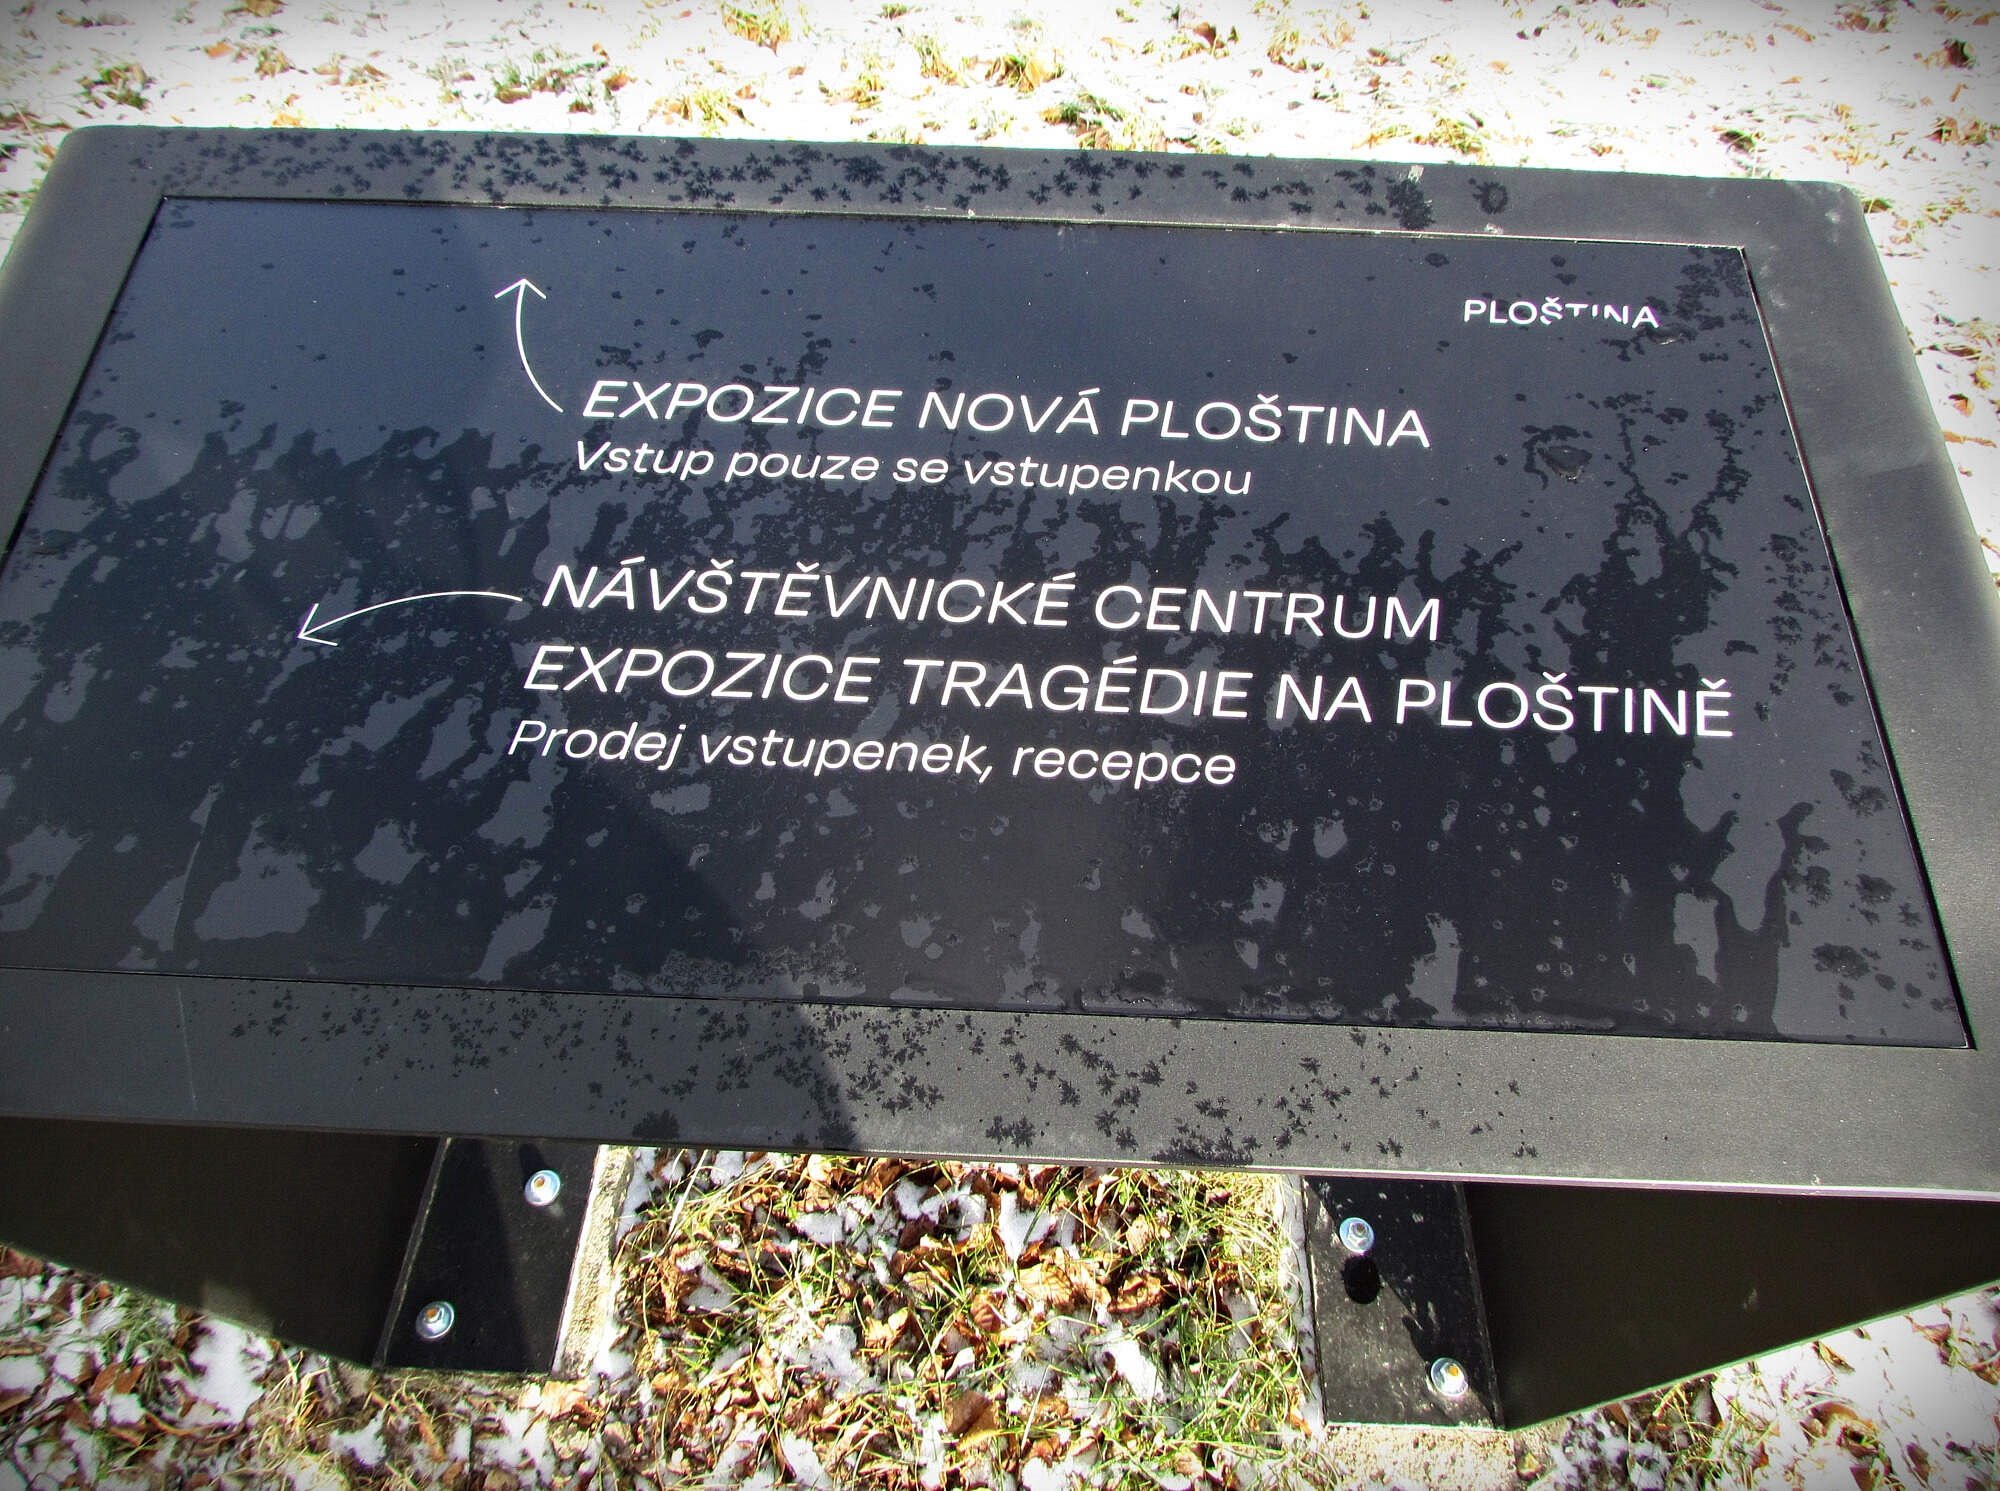 PLOŠTINA
EXPOZICE NOVÁ PLOŠTINA
Vstup pouze se vstupenkou
NÁVŠTĚVNICKÉ CENTRUM
EXPOZICE TRAGÉDIE NA PLOŠTINĚ
Prodej vstupenek, recepce